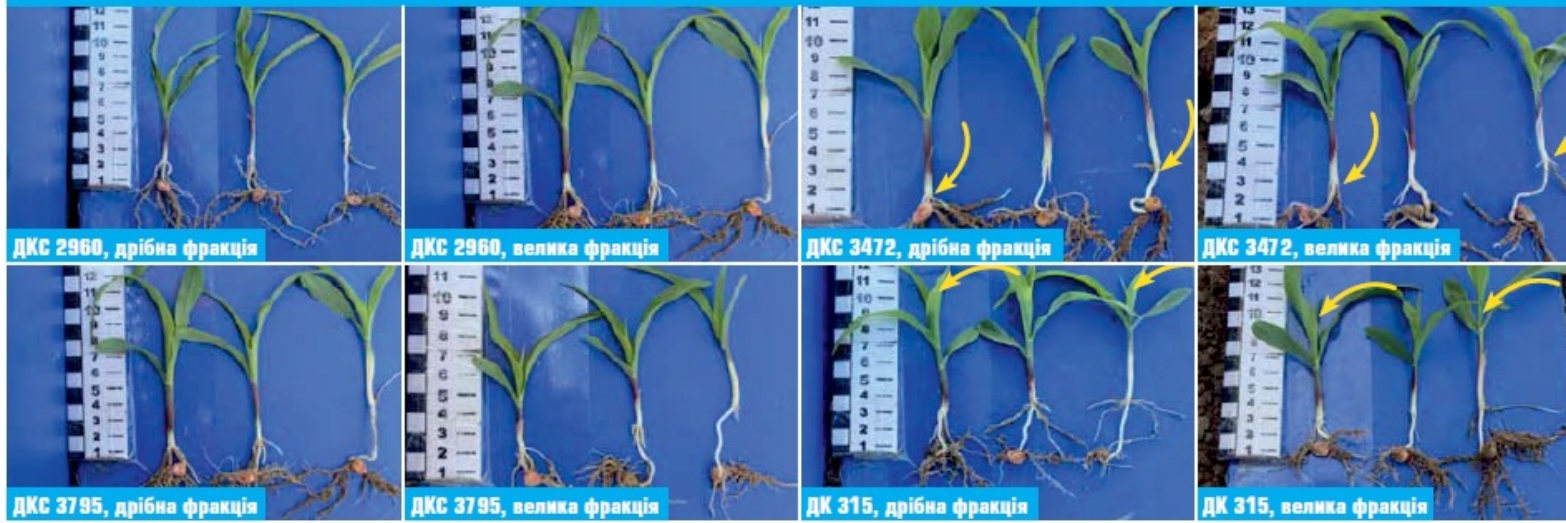 ДКС 2960, дрібна фракція
ДКС 2960, велика фракція
ДКС 3472, дрібна фракція
ДКС 3472, велика фракція
ДКС 3795, дрібна фракція
ДКС 3795, велика фракція
ДК 315, дрібна фракція
ДК 315, велика фракція